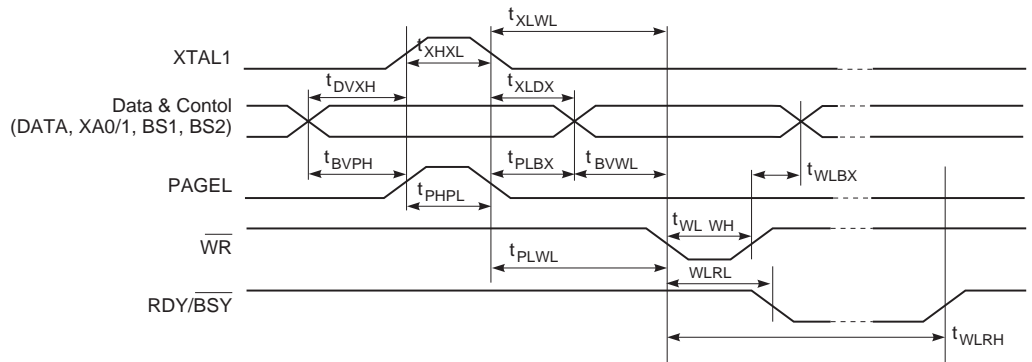 tXLWL
XTAL1
tXHXL
tDVXH
tXLDX
Data & Contol
(DATA, XA0/1, BS1, BS2)
tBVPH
tPLBX
tBVWL
tWLBX
PAGEL
tPHPL
tWL WH
WR
tPLWL
WLRL
RDY/BSY
tWLRH